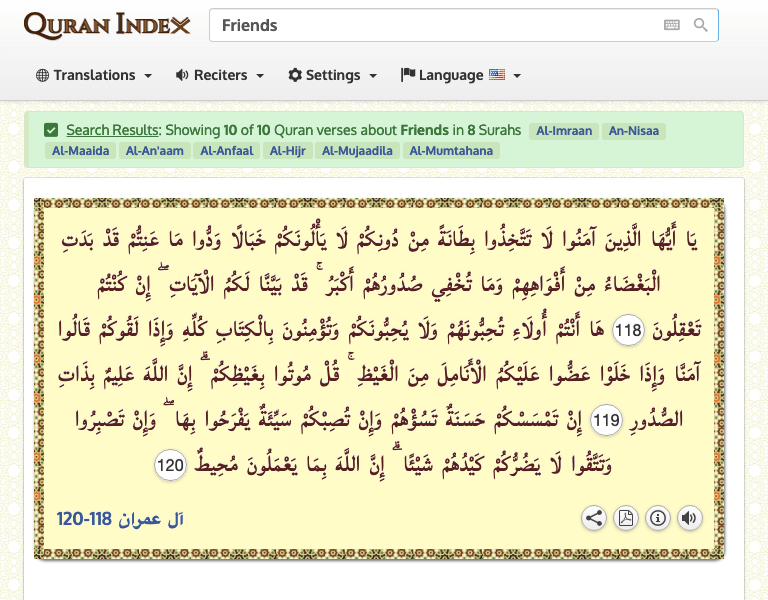 QURAN INDEX
Friends
Translations Reciters Settings Language
Search Results: Showing 10 of 10 Quran verses about Friends in 8 Surahs Al-Imraan An-Nisaa
Al-Maaida Al-An'aam Al-Anfaal Al-Hijr Al-Mujaadila Al-Mumtahana
يَا أَيُّهَا الَّذِينَ آمَنُوا لَا تَتَّخِذُوا بِطَانَةً مِنْ دُونِكُمْ لَا يَأْلُونَكُمْ خَبَالًا وَدُّوا مَا عَنِتُّمْ قَدْ بَدَتِ
الْبَغْضَاءُ مِنْ أَفْوَاهِهِمْ وَمَا تُخْفِي صُدُورُهُمْ أَكْبَرُ ۚ قَدْ بَيَّنَّا لَكُمُ الْآيَاتِ ۖ إِنْ كُنْتُمْ
تَعْقِلُونَ 118 هَا أَنْتُمْ أُولَاءِ تُحِبُّونَهُمْ وَلَا يُحِبُّونَكُمْ وَتُؤْمِنُونَ بِالْكِتَابِ كُلِّهِ وَإِذَا لَقُوكُمْ قَالُوا
آمَنَّا وَإِذَا خَلَوْا عَضُّوا عَلَيْكُمُ الْأَنَامِلَ مِنَ الْغَيْظِ ۚ قُلْ مُوتُوا بِغَيْظِكُمْ ۗ إِنَّ اللَّهَ عَلِيمٌ بِذَاتِ
الصُّدُورِ 119 إِنْ تَمْسَسْكُمْ حَسَنَةٌ تَسُؤْهُمْ وَإِنْ تُصِبْكُمْ سَيِّئَةٌ يَفْرَحُوا بِهَا ۖ وَإِنْ تَصْبِرُوا
وَتَتَّقُوا لَا يَضُرُّكُمْ كَيْدُهُمْ شَيْئًا ۗ إِنَّ اللَّهَ بِمَا يَعْمَلُونَ مُحِيطٌ 120
آل عمران 118-120